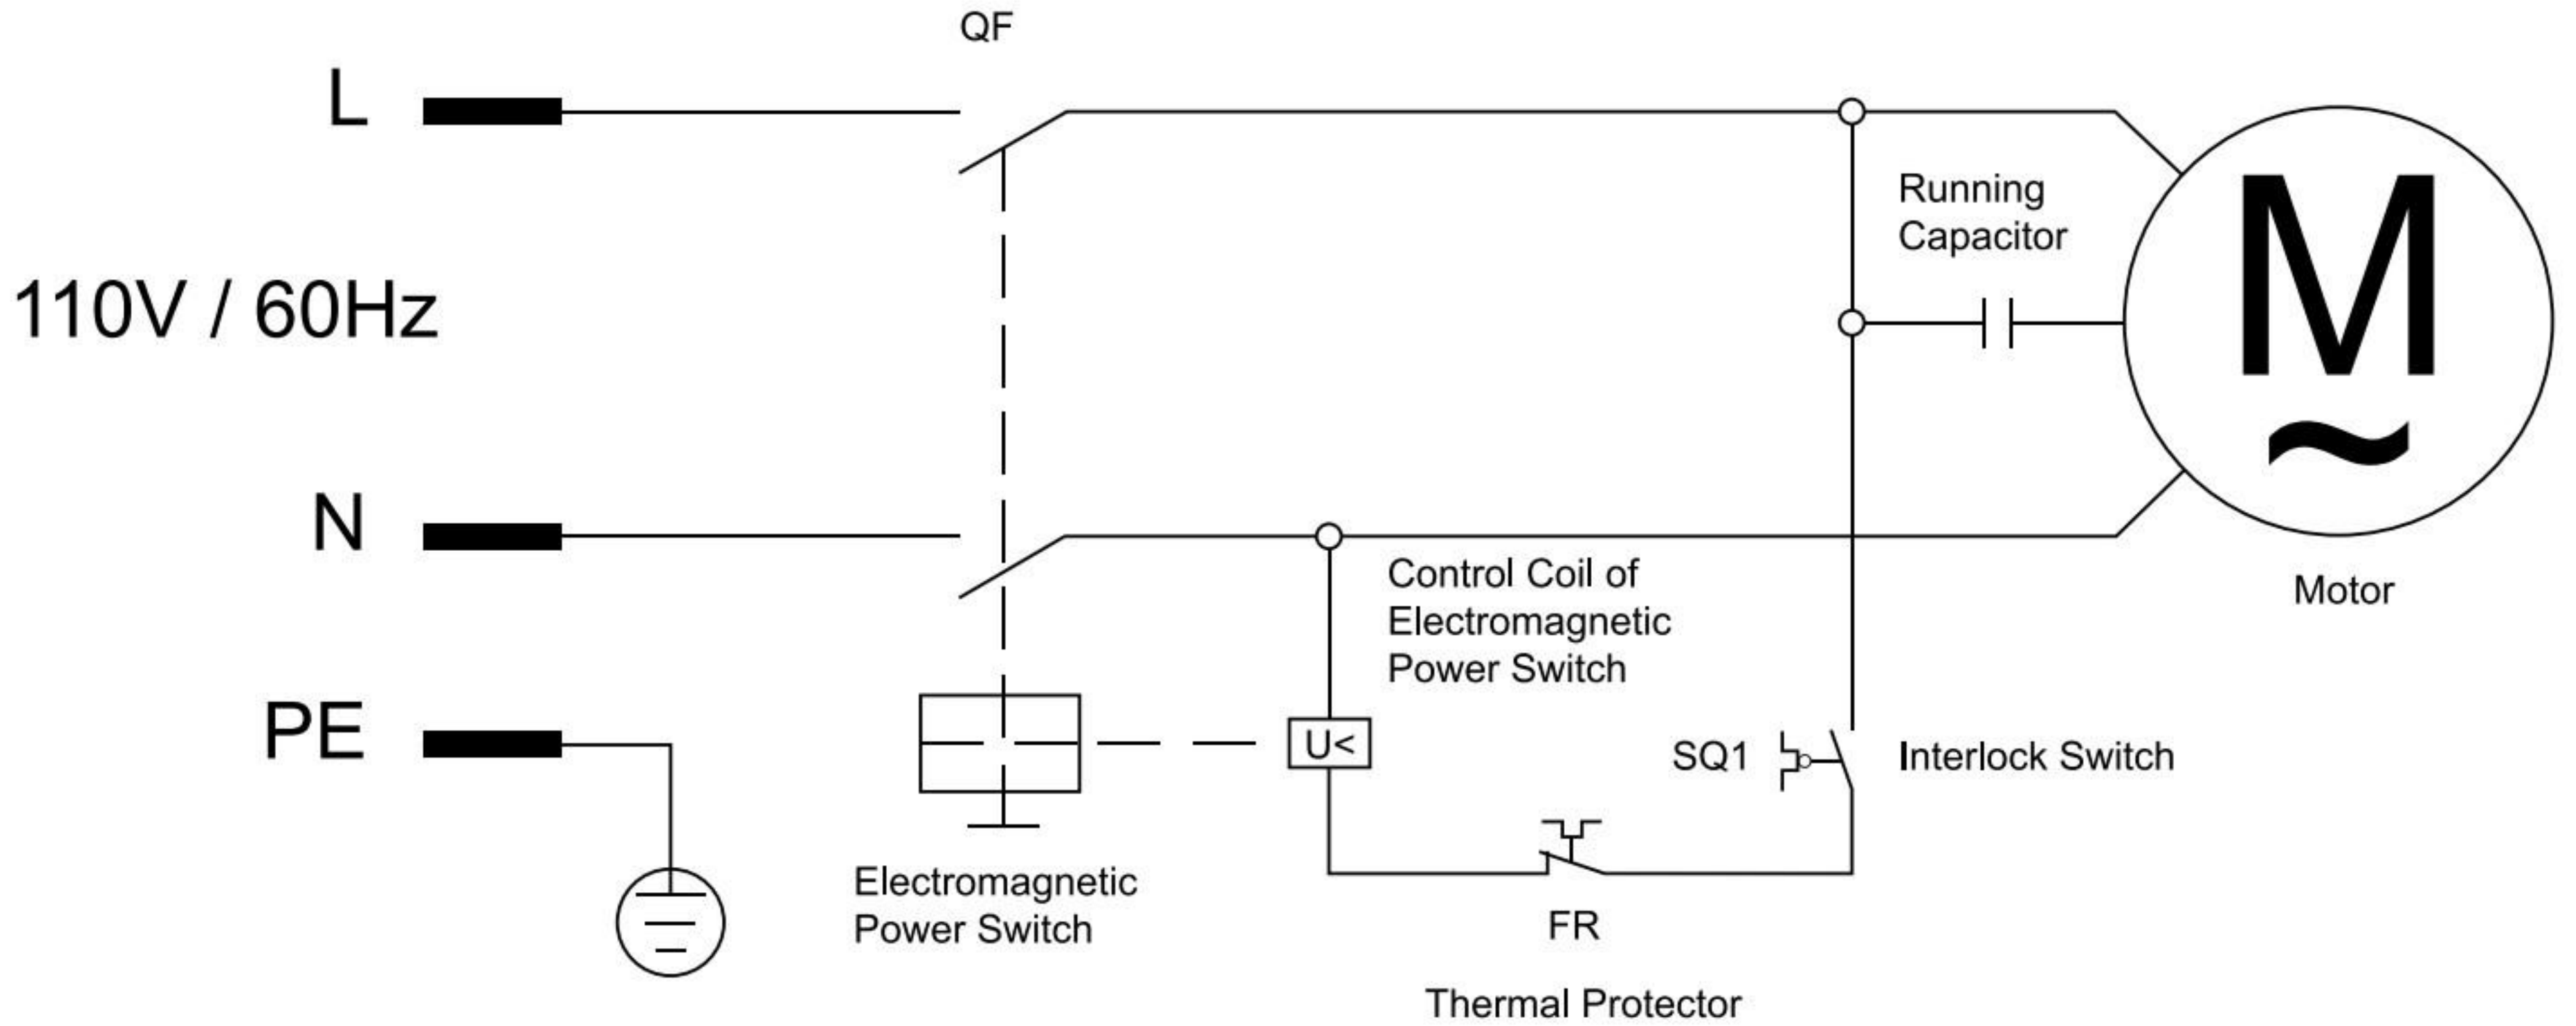 QF
L
Running
Capacitor
M
~
110V / 60Hz
N
Control Coil of
Electromagnetic
Power Switch
Motor
PE
U<
SQ1
Interlock Switch
Electromagnetic
Power Switch
FR
Thermal Protector